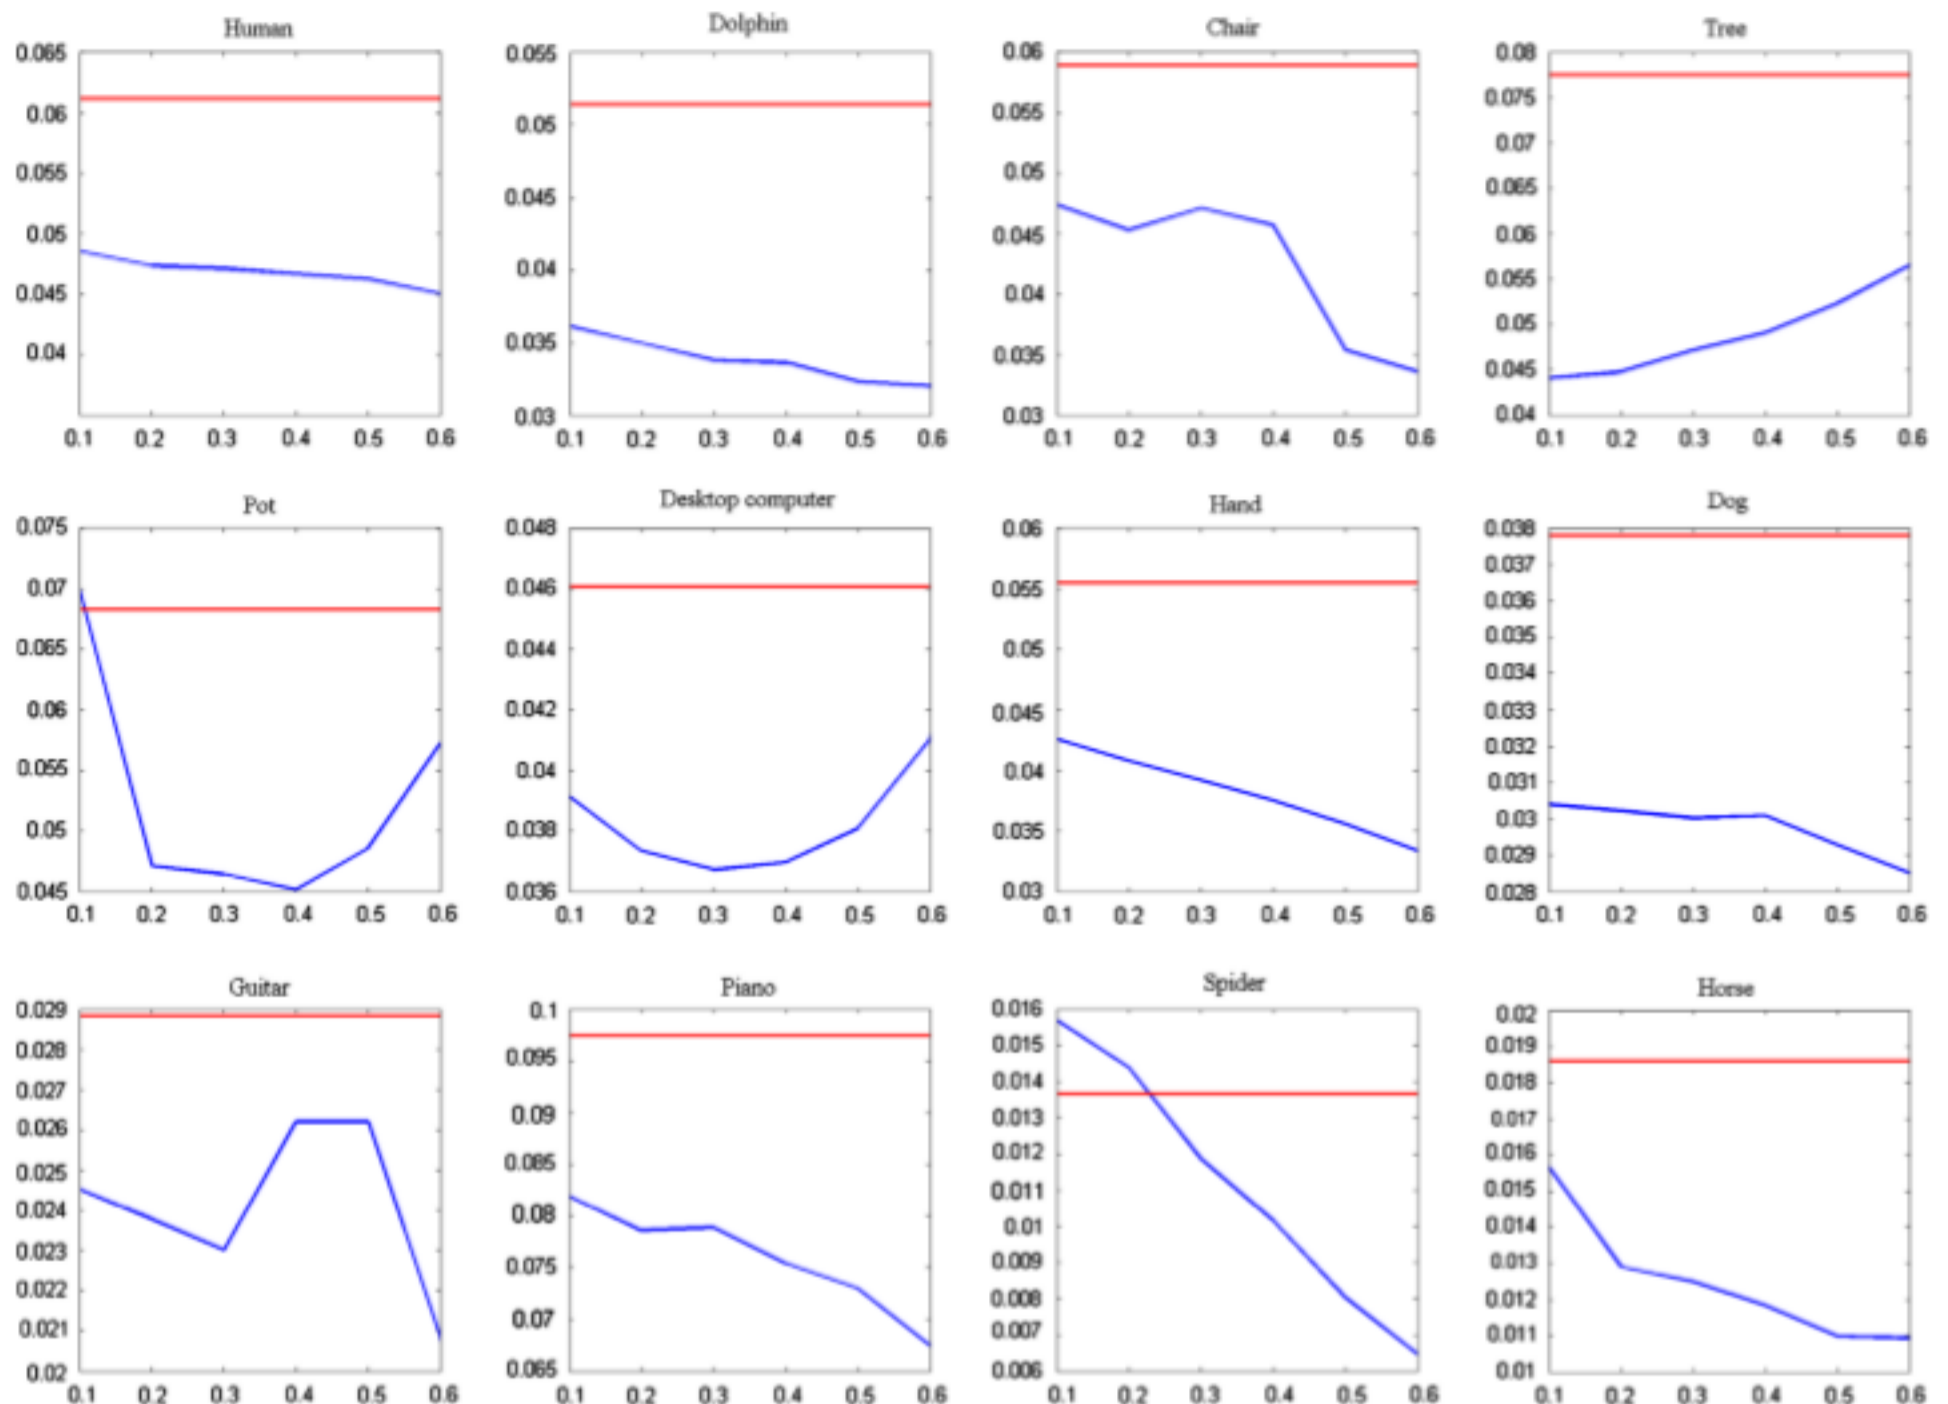 Human Dolphin Chair Tree
0.065 0.055 0.06 0.08
0.06 0.05 0.055 0.075
0.055 0.045 0.05 0.07
0.05 0.04 0.045 0.065
0.045 0.035 0.04 0.06
0.04 0.03 0.035 0.055
0.03 0.05
0.045
0.04
0.1 0.2 0.3 0.4 0.5 0.6 0.1 0.2 0.3 0.4 0.5 0.6 0.1 0.2 0.3 0.4 0.5 0.6 0.1 0.2 0.3 0.4 0.5 0.6
Pot Desktop computer Hand Dog
0.075 0.048 0.06 0.038
0.07 0.046 0.055 0.037
0.065 0.044 0.05 0.036
0.06 0.042 0.045 0.035
0.055 0.04 0.04 0.034
0.05 0.038 0.035 0.033
0.045 0.036 0.03 0.032
0.031
0.03
0.029
0.028
0.1 0.2 0.3 0.4 0.5 0.6 0.1 0.2 0.3 0.4 0.5 0.6 0.1 0.2 0.3 0.4 0.5 0.6 0.1 0.2 0.3 0.4 0.5 0.6
Guitar Piano Spider Horse
0.029 0.1 0.016 0.02
0.028 0.095 0.015 0.019
0.027 0.09 0.014 0.018
0.026 0.085 0.013 0.017
0.025 0.08 0.012 0.016
0.024 0.075 0.011 0.015
0.023 0.07 0.01 0.014
0.022 0.065 0.009 0.013
0.021 0.008 0.012
0.02 0.007 0.011
0.006 0.01
0.1 0.2 0.3 0.4 0.5 0.6 0.1 0.2 0.3 0.4 0.5 0.6 0.1 0.2 0.3 0.4 0.5 0.6 0.1 0.2 0.3 0.4 0.5 0.6